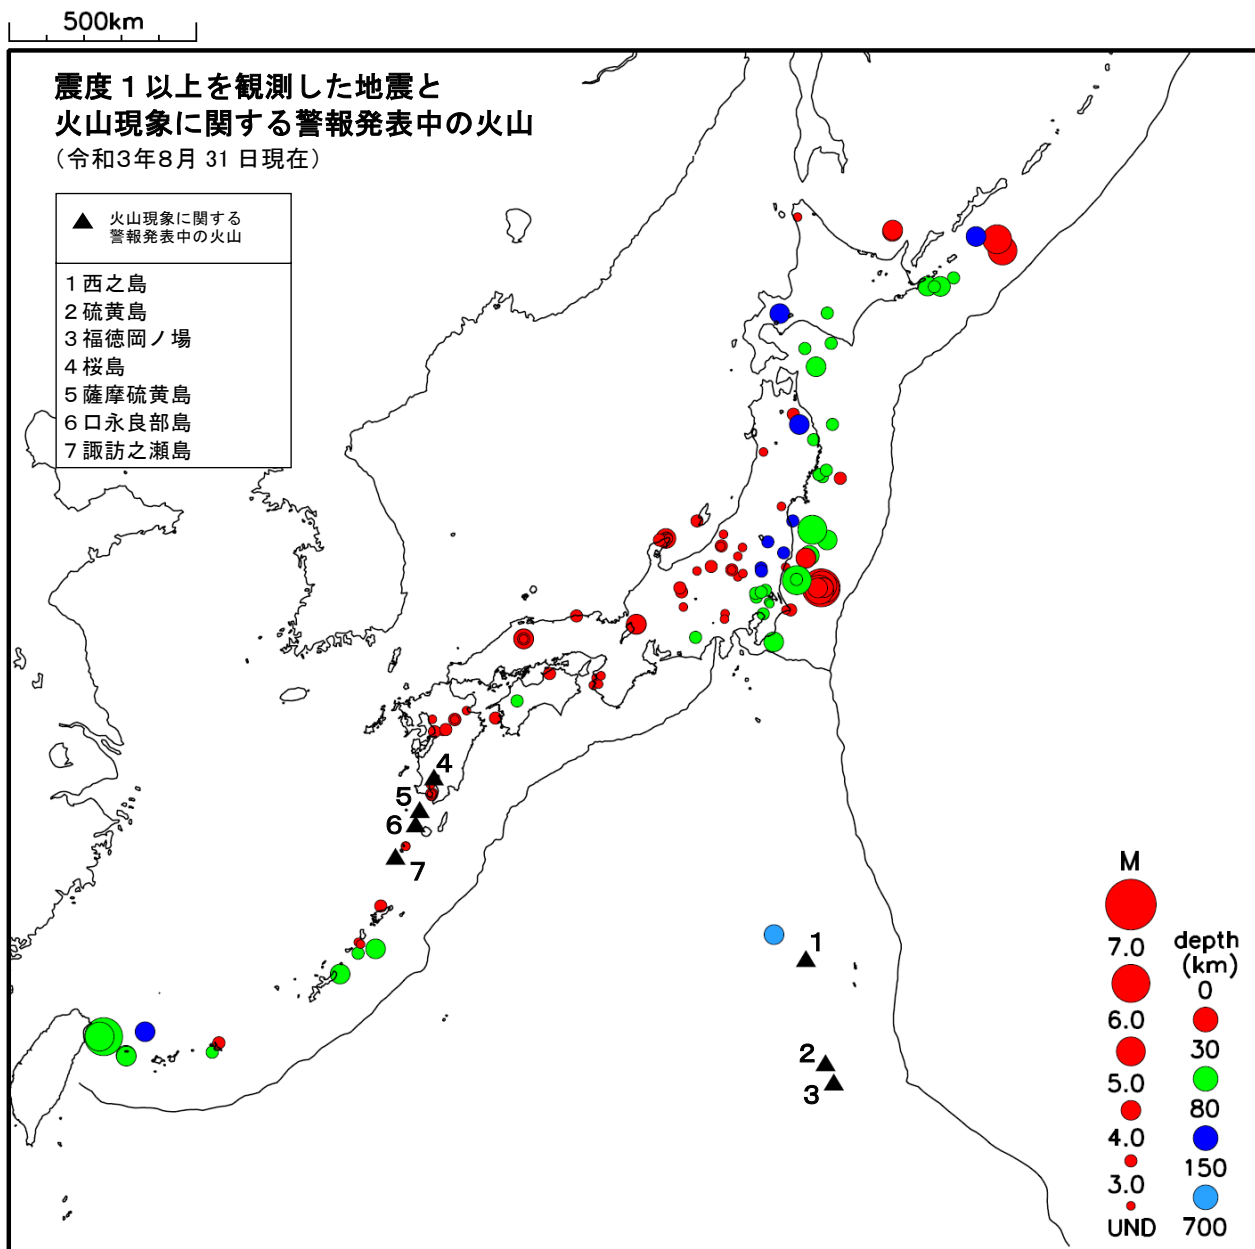 500km
震度１以上を観測した地震と
火山現象に関する警報発表中の火山
（令和3年8月 31 日現在）
火山現象に関する
警報発表中の火山
1 西之島
2 硫黄島
3 福徳岡ノ場
4 桜島
5 薩摩硫黄島
6 口永良部島
7 諏訪之瀬島
4
5
6
7
1
2
3
M
7.0
6.0
5.0
4.0
3.0
UND
depth
(km)
0
30
80
150
700